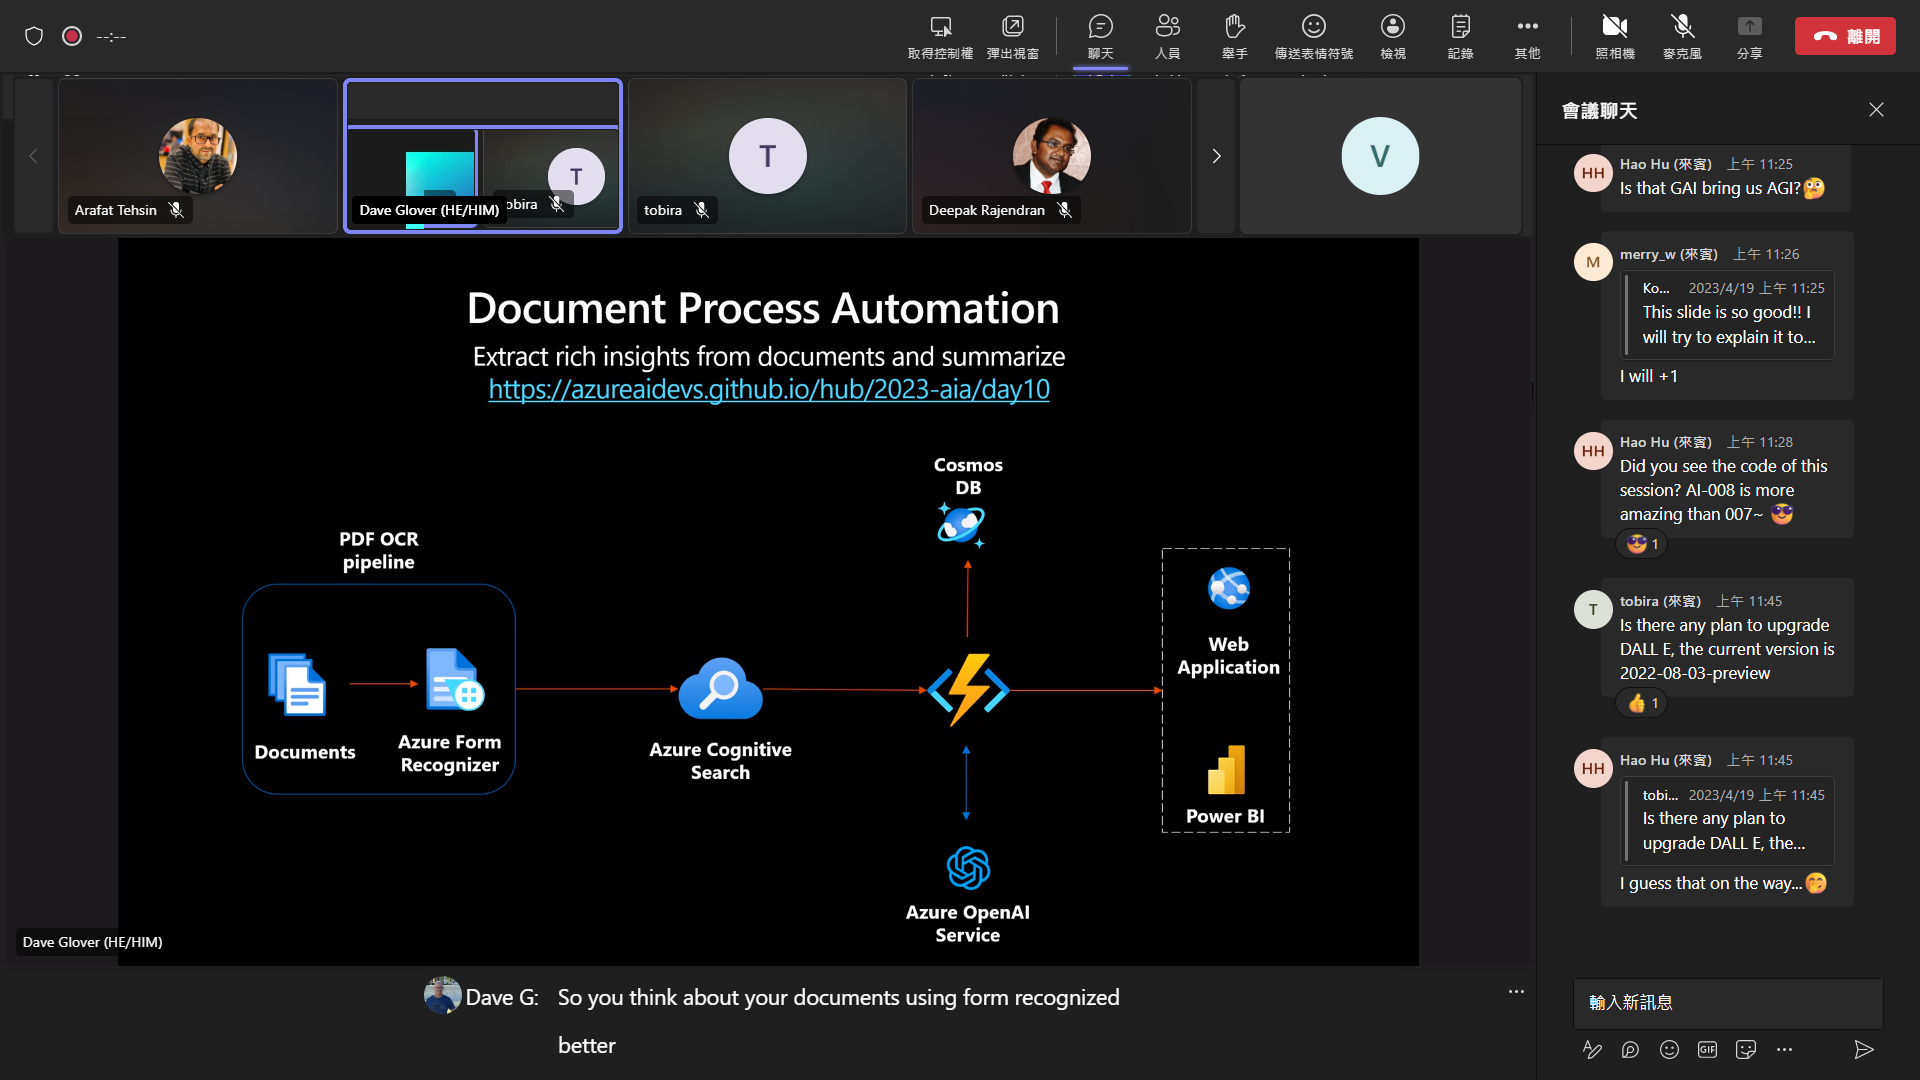 --:--
取得控制權
彈出視窗
聊天
人員
舉手
傳送表情符號
檢視
記錄
其他
照相機
麥克風
分享
離開
Arafat Tehsin
Dave Glover (HE/HIM)
T
obira
T
tobira
Deepak Rajendran
V
Document Process Automation
Extract rich insights from documents and summarize
https://azureaidevs.github.io/hub/2023-aia/day10
Cosmos
DB
PDF OCR
pipeline
Documents
Azure Form
Recognizer
Azure Cognitive
Search
Web
Application
Power BI
Azure OpenAI
Service
Dave Glover (HE/HIM)
Dave G: So you think about your documents using form recognized
better
會議聊天
HH
Hao Hu (來賓) 上午 11:25
Is that GAI bring us AGI?🤔
M
merry_w (來賓) 上午 11:26
Ko... 2023/4/19 上午 11:25
This slide is so good!! I
will try to explain it to...
I will +1
HH
Hao Hu (來賓) 上午 11:28
Did you see the code of this
session? AI-008 is more
amazing than 007~ 😎
😎 1
T
tobira (來賓) 上午 11:45
Is there any plan to upgrade
DALL E, the current version is
2022-08-03-preview
👍 1
HH
Hao Hu (來賓) 上午 11:45
tobi... 2023/4/19 上午 11:45
Is there any plan to
upgrade DALL E, the...
I guess that on the way...🤭
輸入新訊息
GIF